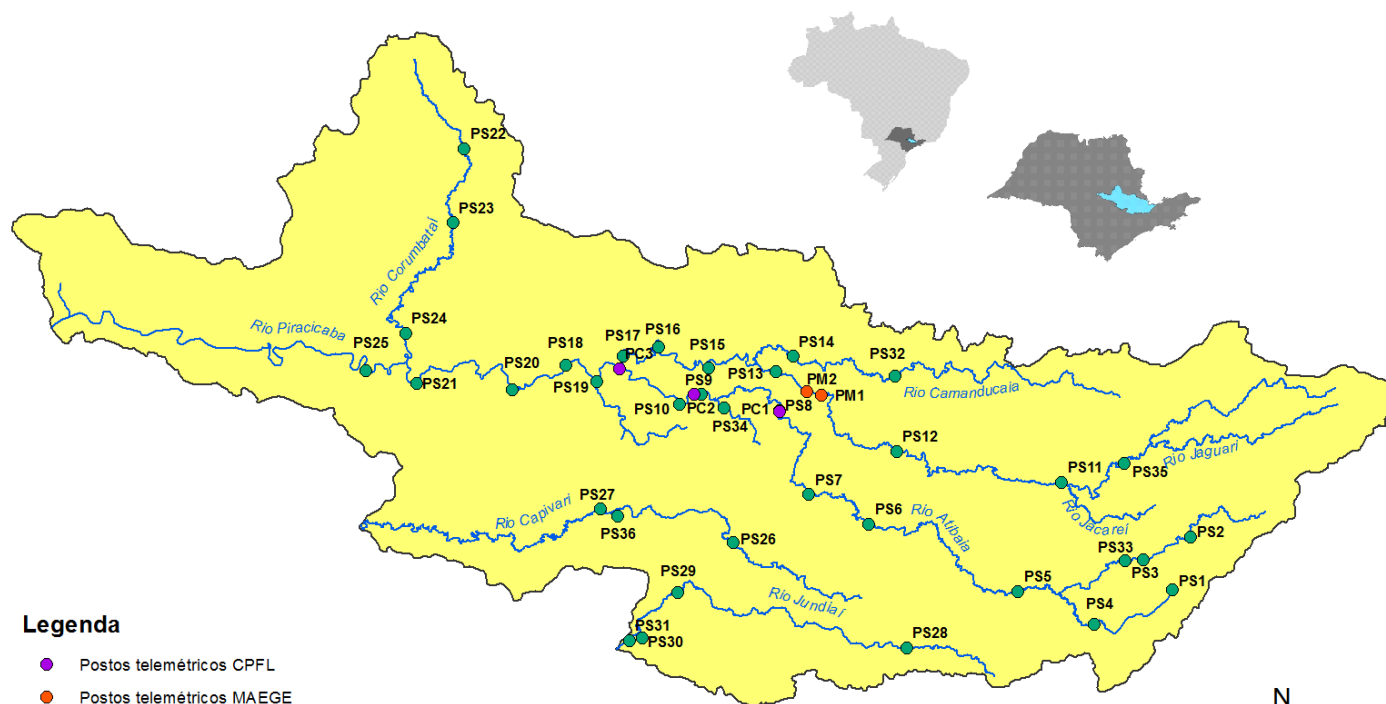 PS22
PS23
Rio Corumbataí
PS24
Rio Piracicaba
PS25
PS21
PS20
PS18
PS19
PS17
PC3
PS16
PS15
PS14
PS13
PS32
Rio Camanducaia
PM2
PM1
PS9
PS10
PC2
PS34
PC1
PS8
PS12
PS11
PS35
Rio Jaguari
Rio Jacareí
PS7
PS6
Rio Atibaia
PS2
PS33
PS3
PS1
PS5
PS4
PS27
Rio Capivari
PS36
PS26
PS29
Rio Jundiaí
PS31
PS30
PS28
Legenda
Postos telemétricos CPFL
Postos telemétricos MAEGE
N